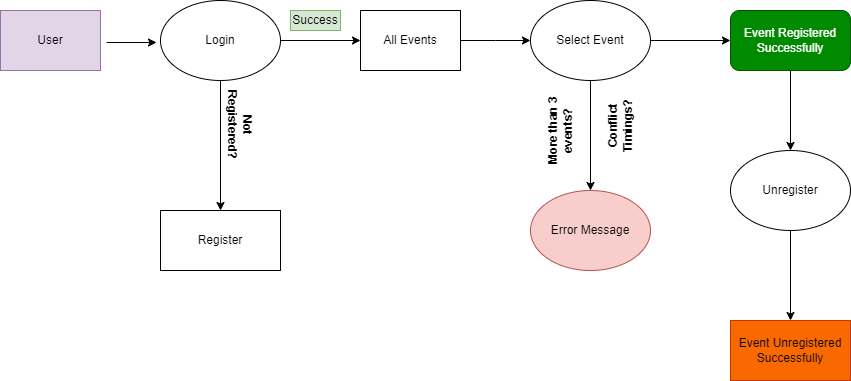 Success
User
Login
All Events
Select Event
Event Registered
Successfully
Not
Registered?
More than 3
events?
Conflict
Timings?
Unregister
Register
Error Message
Event Unregistered
Successfully